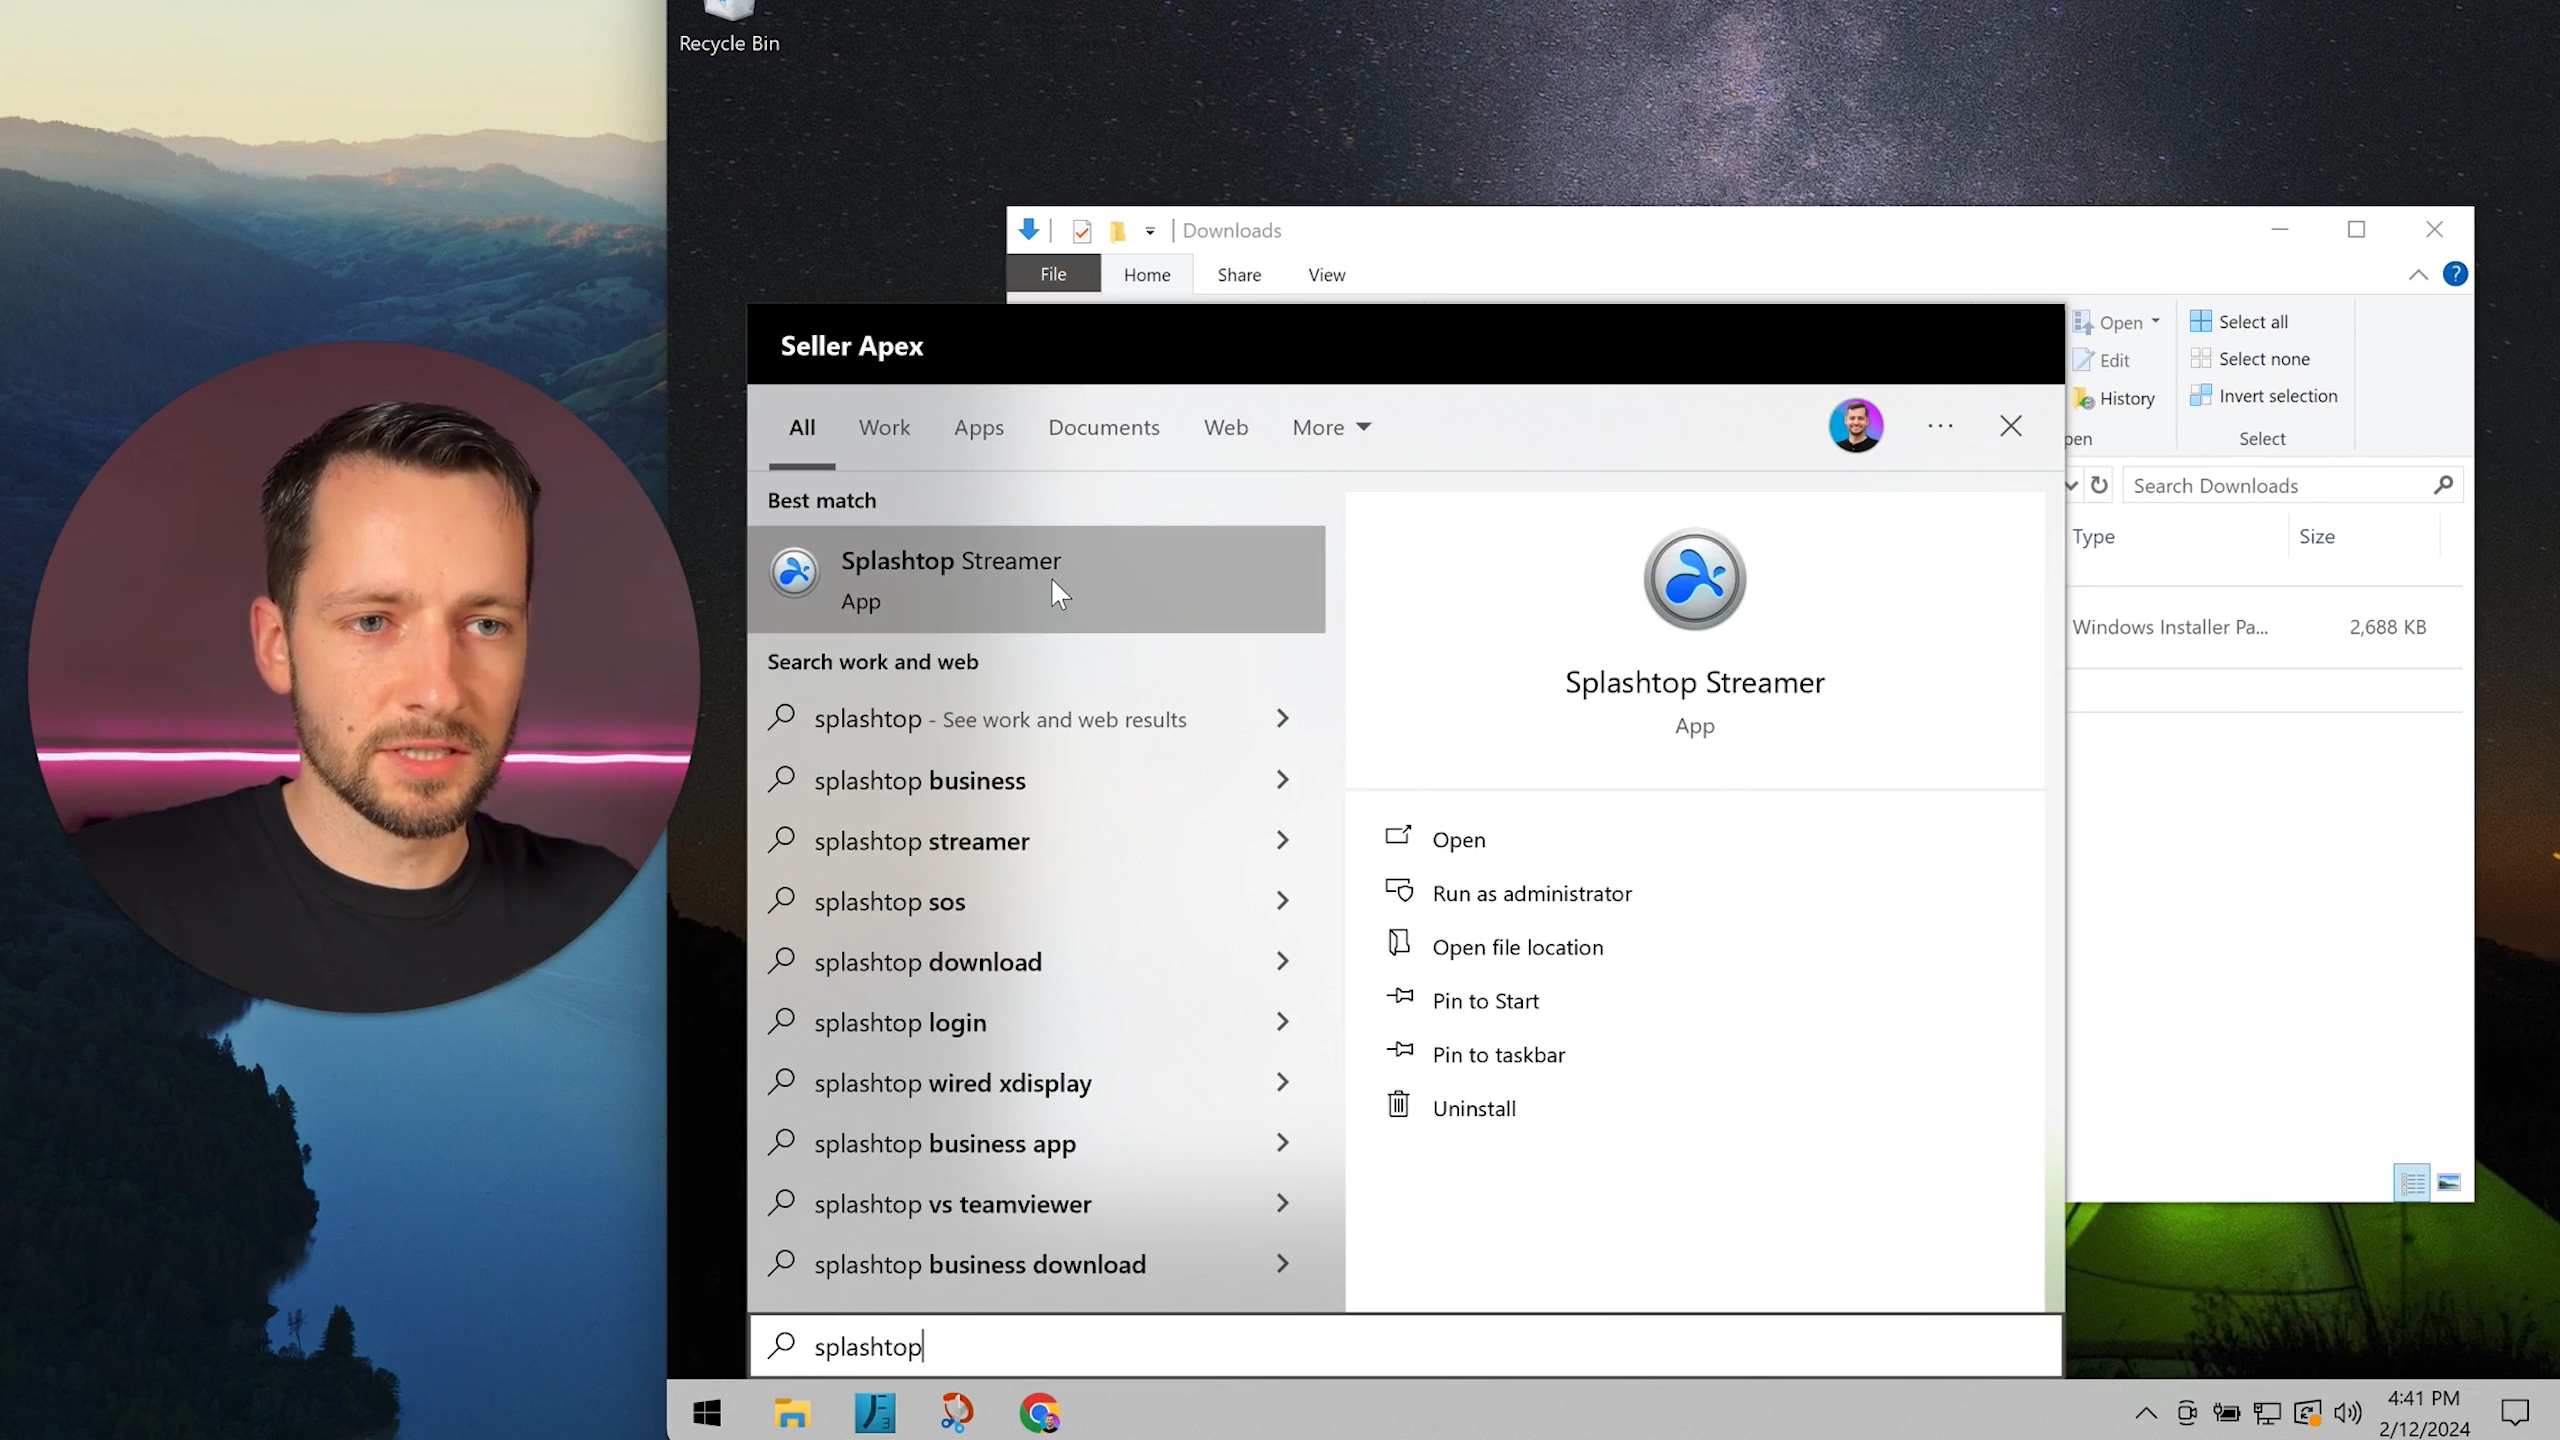 Recycle Bin
Downloads
File
Home
Share
View
Open
Edit
History
pen
Select all
Select none
Invert selection
Select
Search Downloads
Type
Size
Windows Installer Pa...
2,688 KB
Seller Apex
All
Work
Apps
Documents
Web
More
Best match
Splashtop Streamer
App
Search work and web
splashtop - See work and web results
splashtop business
splashtop streamer
splashtop sos
splashtop download
splashtop login
splashtop wired xdisplay
splashtop business app
splashtop vs teamviewer
splashtop business download
Splashtop Streamer
App
Open
Run as administrator
Open file location
Pin to Start
Pin to taskbar
Uninstall
splashtop
4:41 PM
2/12/2024